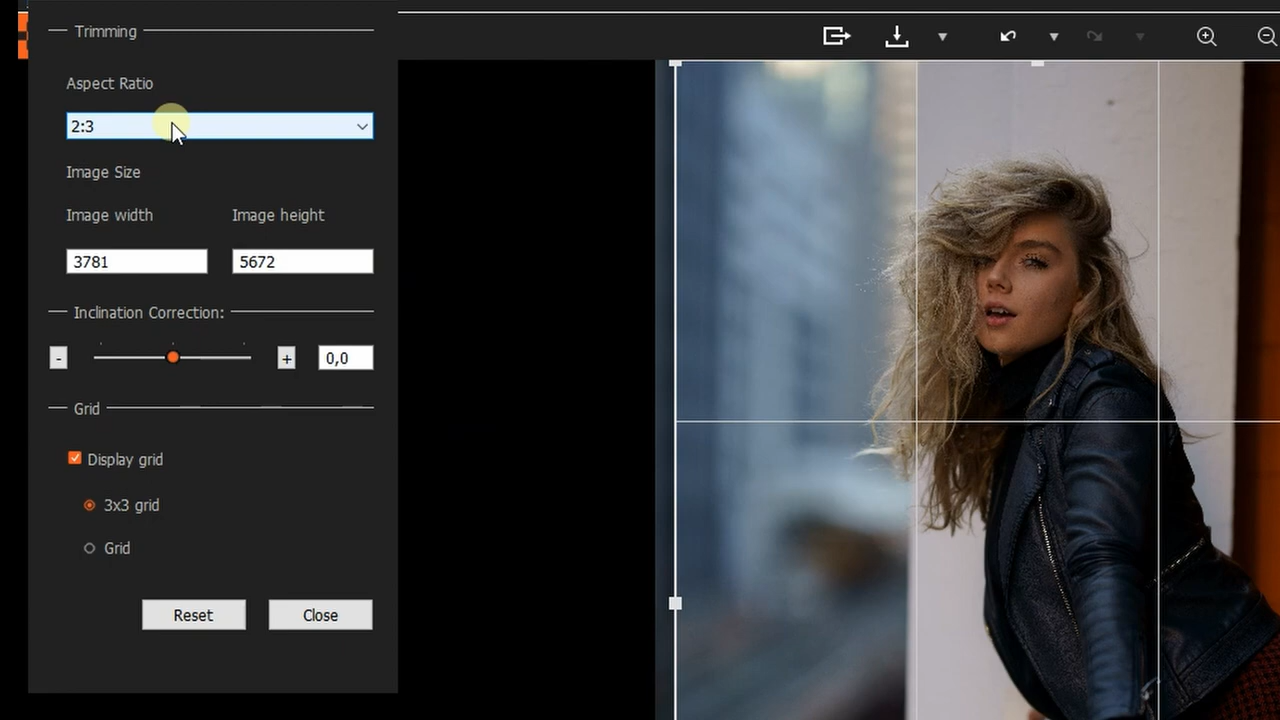 Trimming
Aspect Ratio
2:3
Image Size
Image width Image height
3781 5672
Inclination Correction:
- + 0,0
Grid
Display grid
3x3 grid
Grid
Reset Close